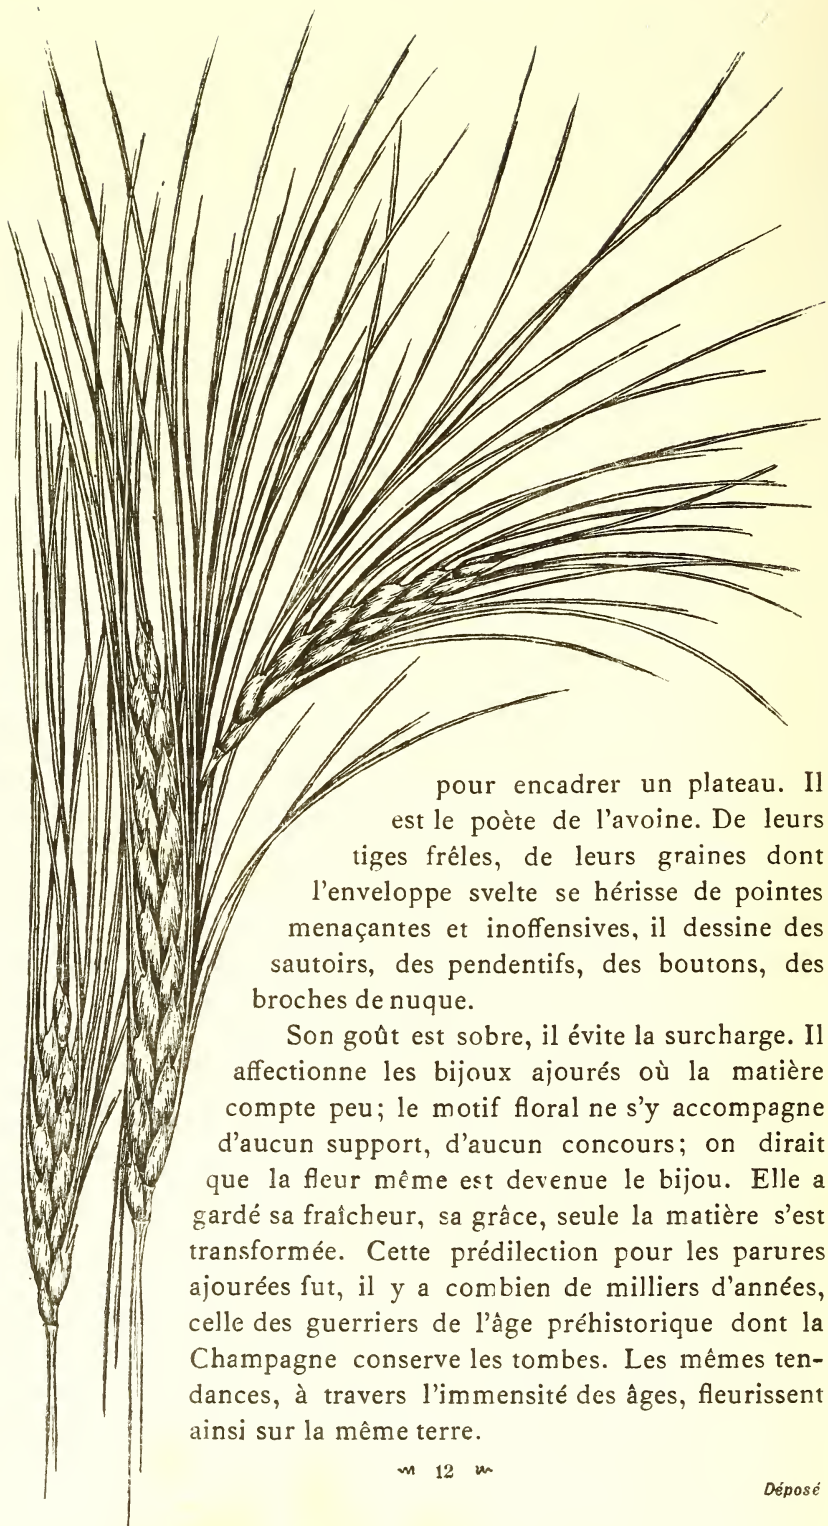 pour encadrer un plateau. Il
est le poète de l'avoine. De leurs
tiges frêles, de leurs graines dont
l'enveloppe svelte se hérisse de pointes
menaçantes et inoffensives, il dessine des
sautoirs, des pendentifs, des boutons, des
broches de nuque.
Son goût est sobre, il évite la surcharge. Il
affectionne les bijoux ajourés où la matière
compte peu; le motif floral ne s'y accompagne
d'aucun support, d'aucun concours; on dirait
que la fleur même est devenue le bijou. Elle a
gardé sa fraîcheur, sa grâce, seule la matière s'est
transformée. Cette prédilection pour les parures
ajourées fut, il y a combien de milliers d'années,
celle des guerriers de l'âge préhistorique dont la
Champagne conserve les tombes. Les mêmes ten-
dances, à travers l'immensité des âges, fleurissent
ainsi sur la même terre.
12
Déposé